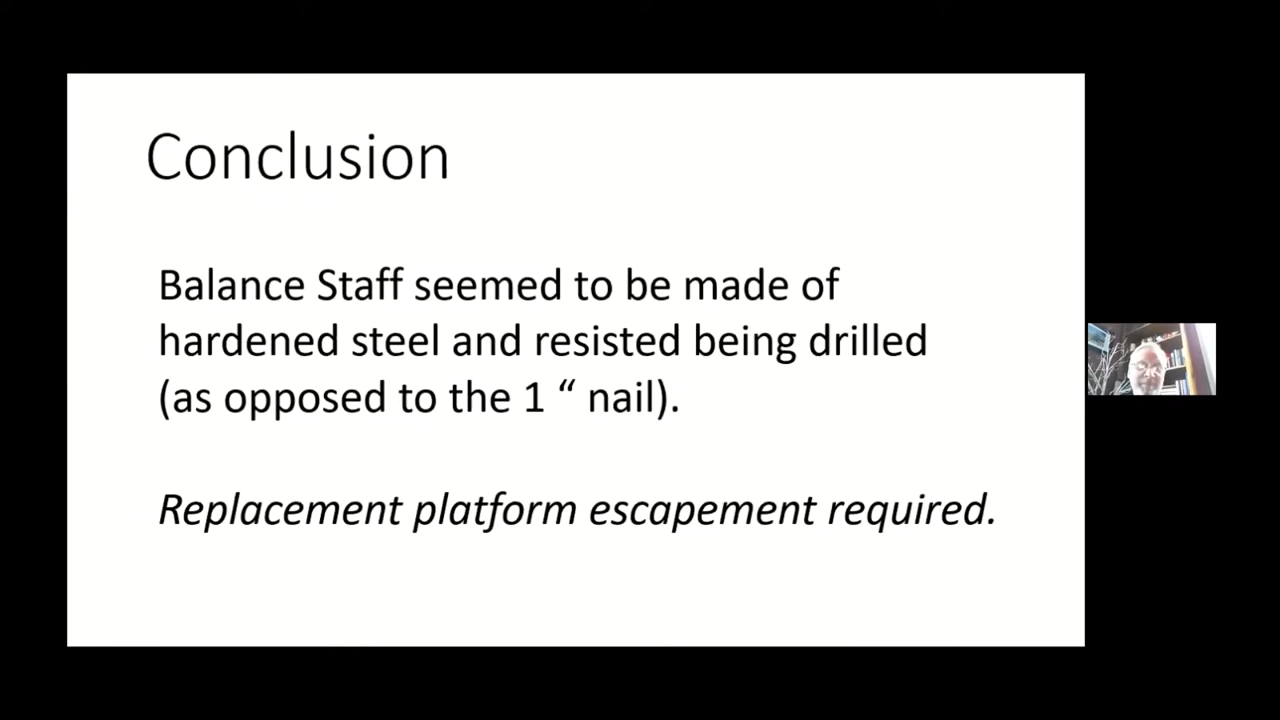 Conclusion
Balance Staff seemed to be made of
hardened steel and resisted being drilled
(as opposed to the 1 “ nail).
Replacement platform escapement required.